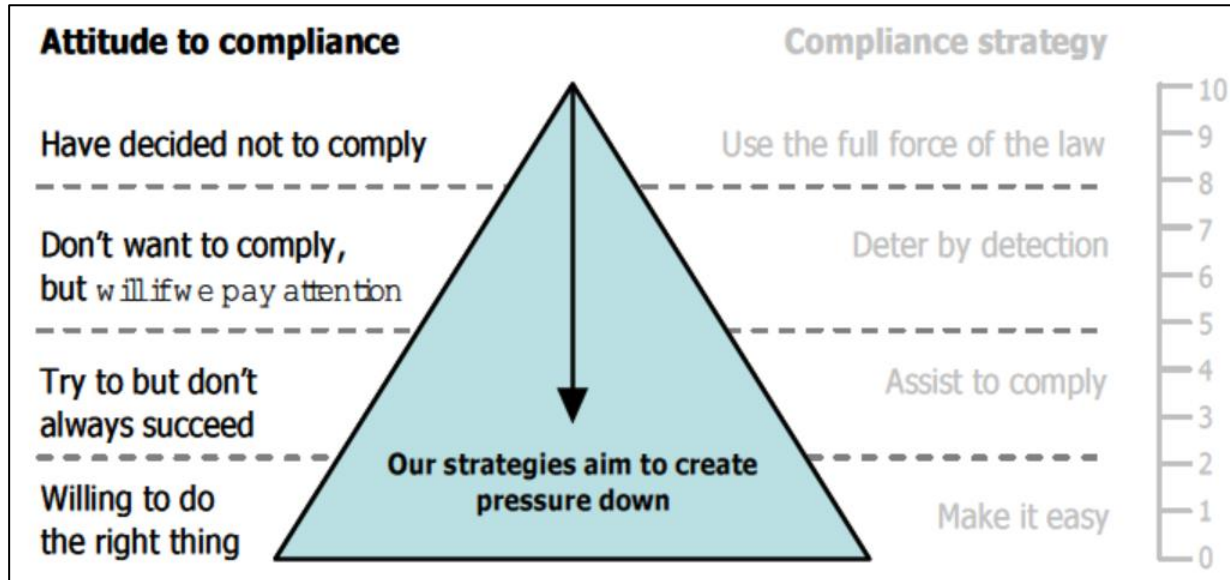 Attitude to compliance
Compliance strategy
Have decided not to comply
Use the full force of the law
Don't want to comply,
but will if we pay attention
Deter by detection
Try to but don't
always succeed
Assist to comply
Willing to do
the right thing
Make it easy
Our strategies aim to create
pressure down
10
9
8
7
6
5
4
3
2
1
0